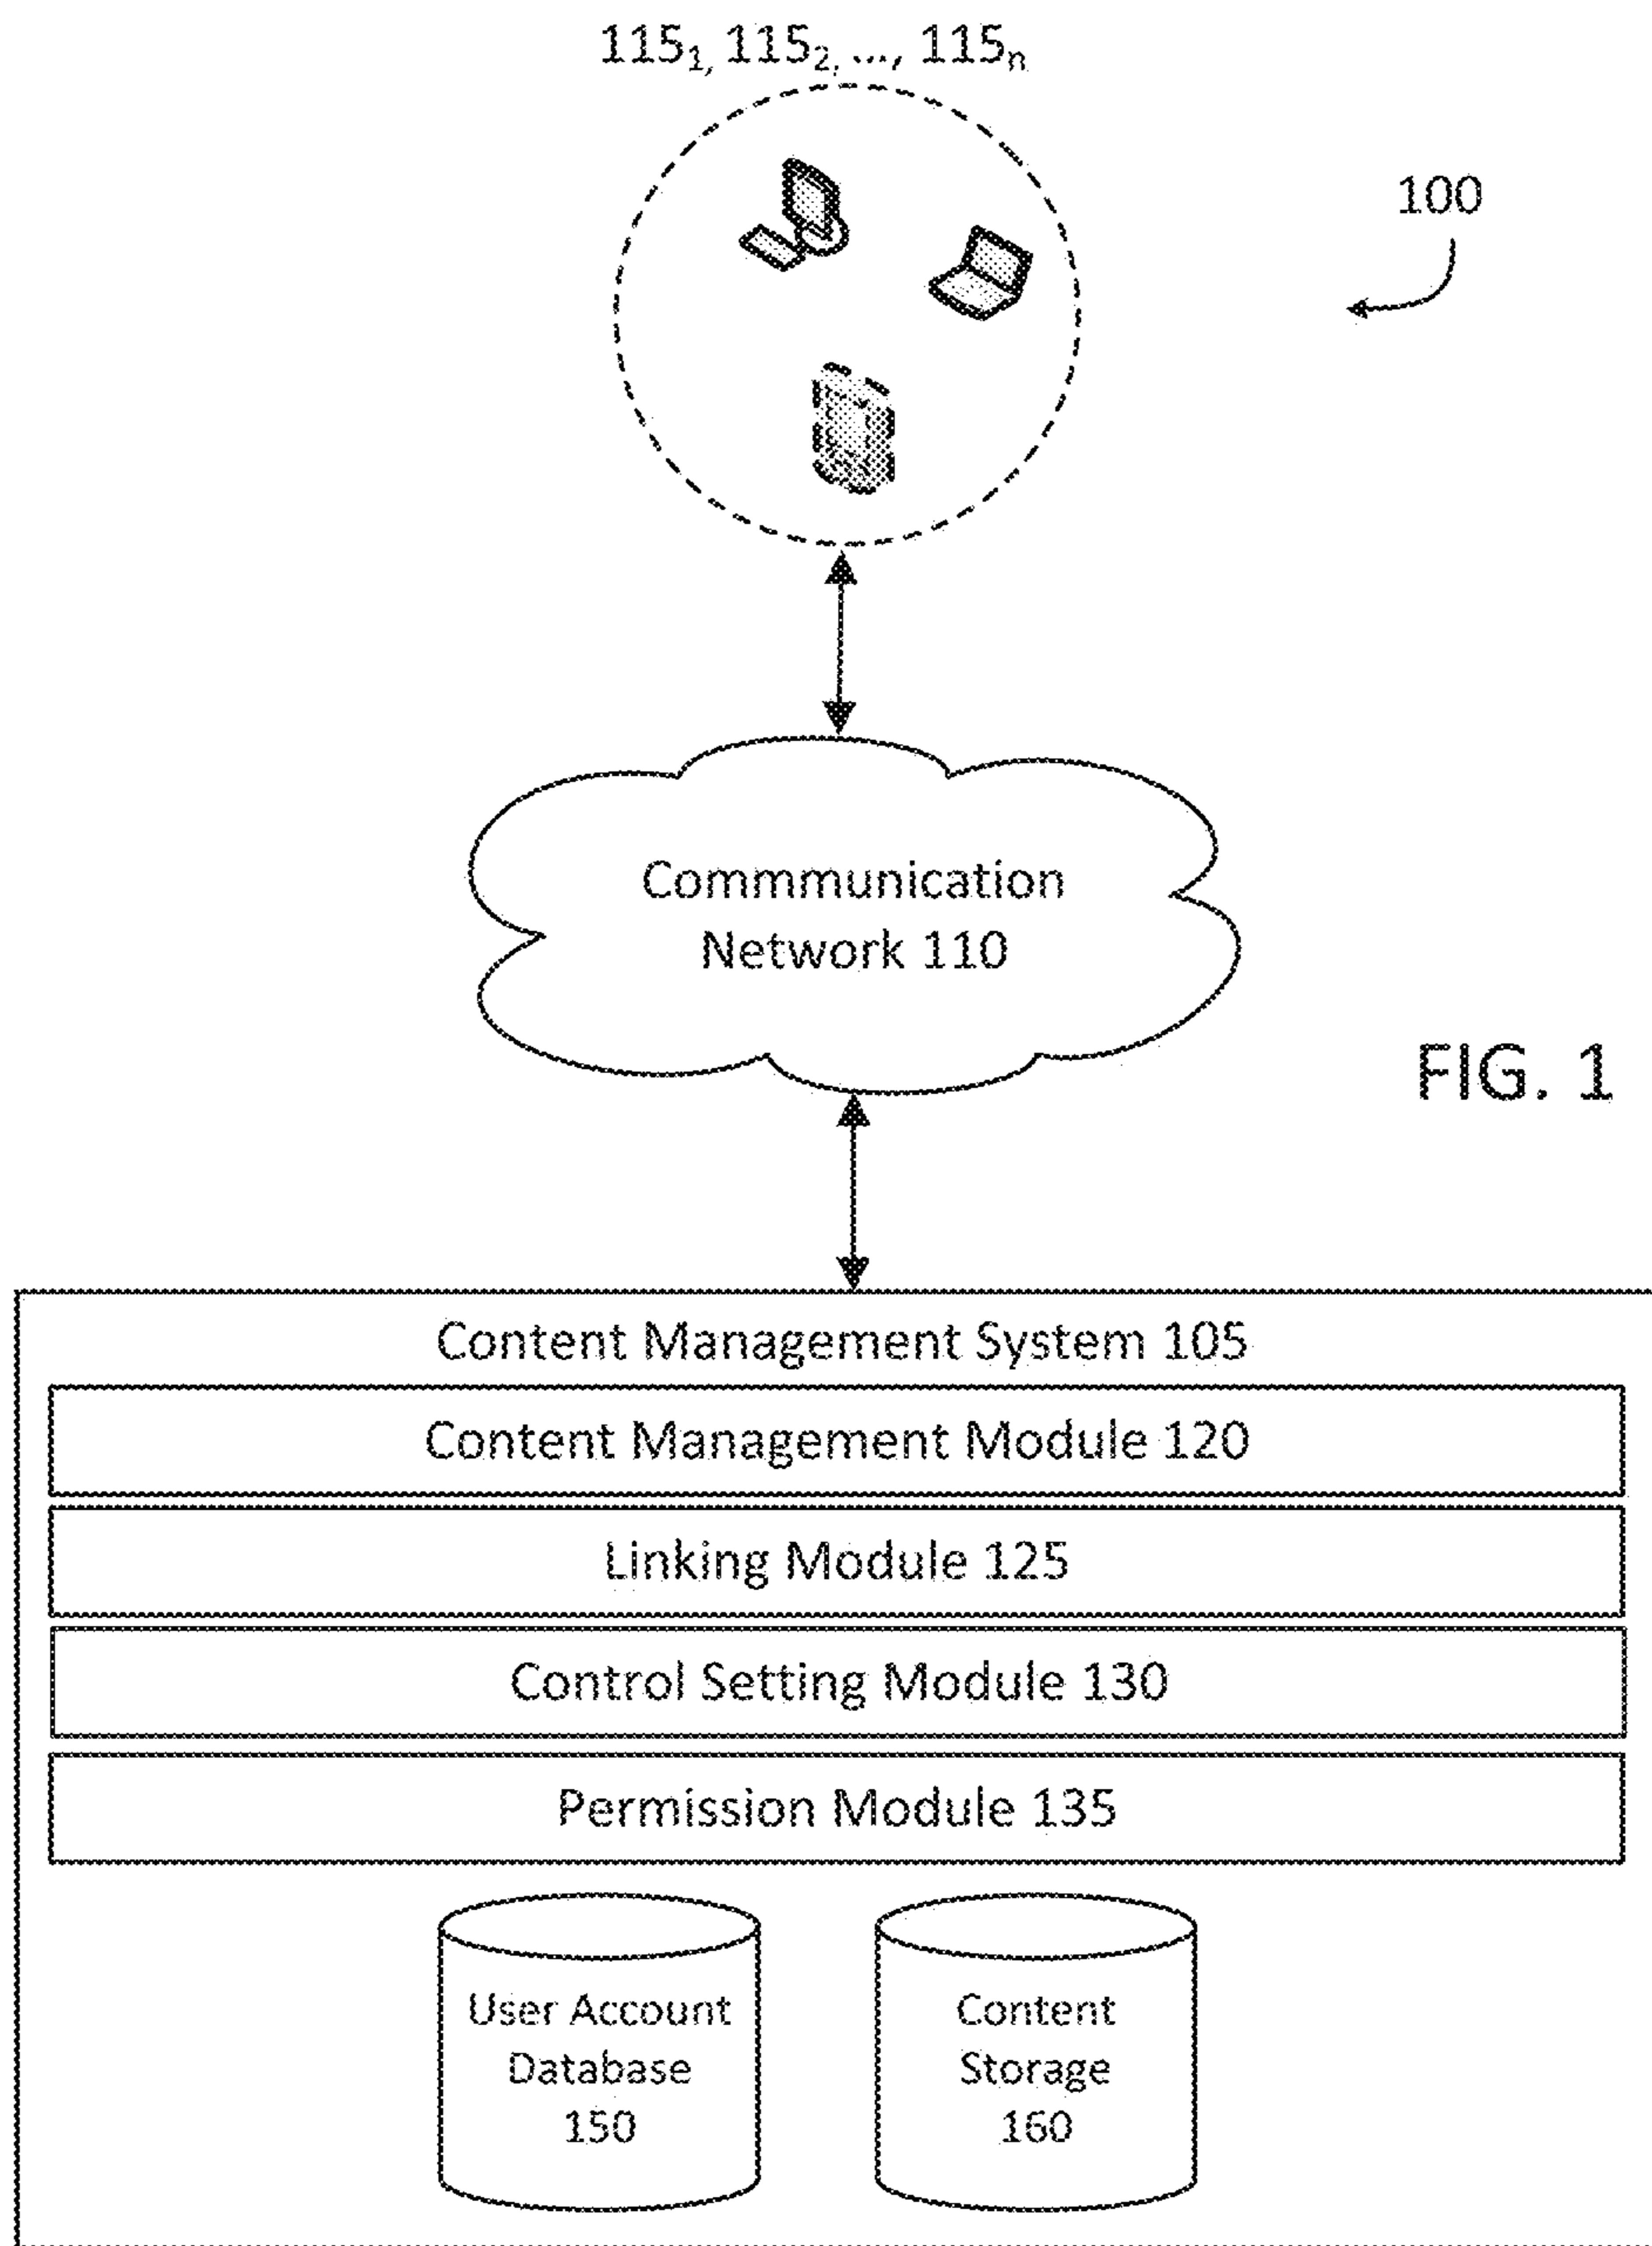 115₁, 115₂, ..., 115ₙ
100
Commmunication
Network 110
FIG. 1
Content Management System 105
Content Management Module 120
Linking Module 125
Control Setting Module 130
Permission Module 135
User Account
Database
150
Content
Storage
160